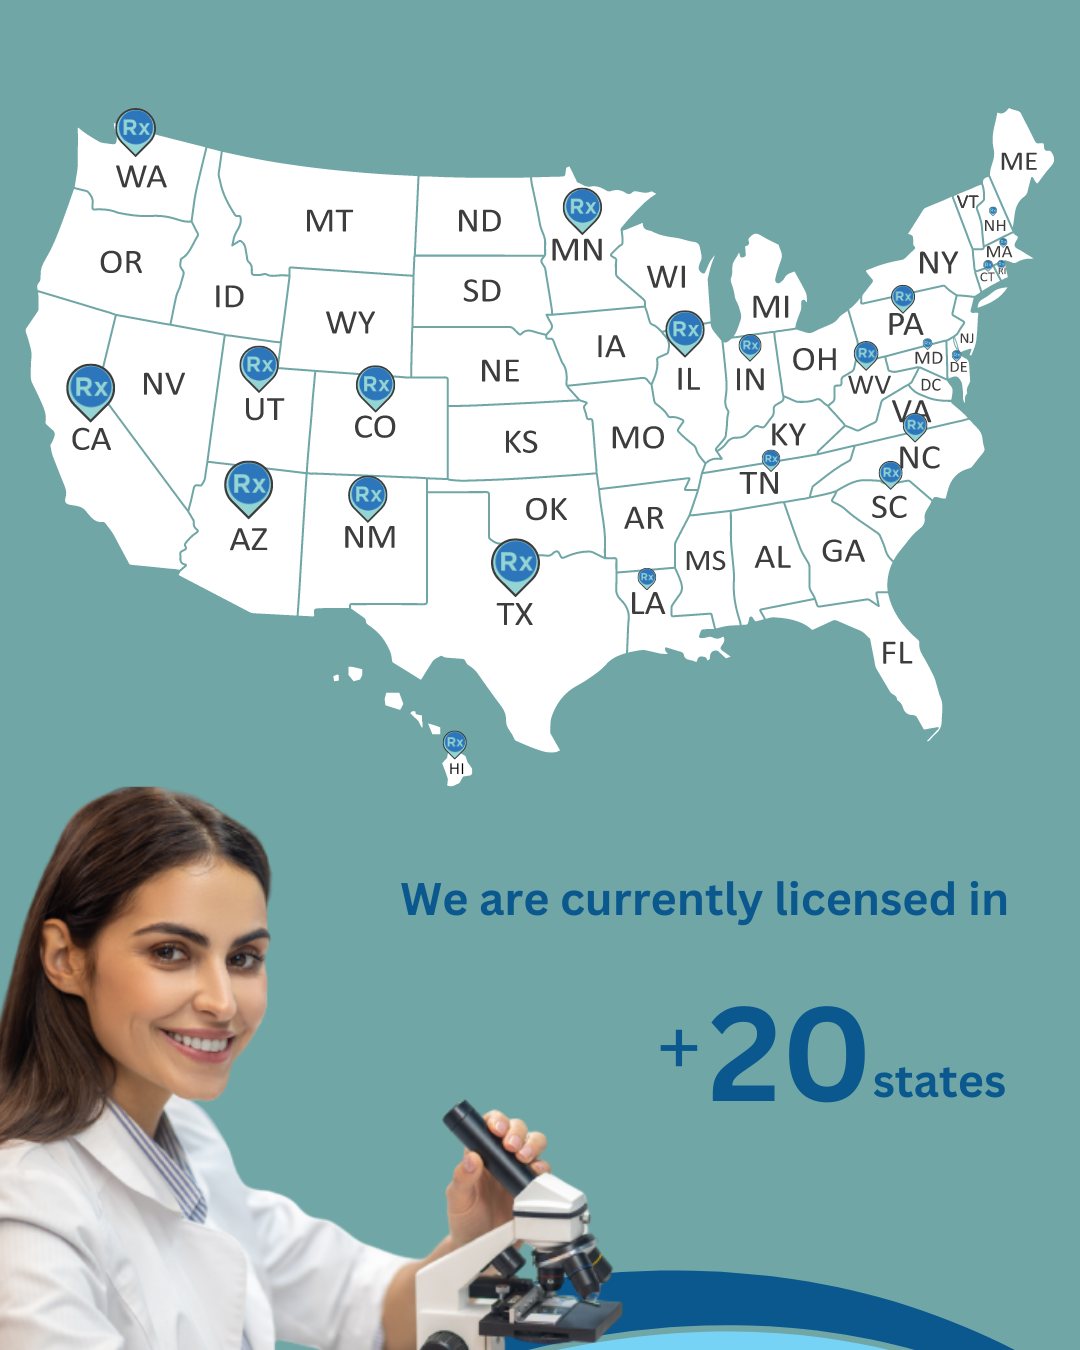 Rx
WA
MT
ND
Rx
MN
ME
VT
NH
MA
CT
RI
NY
OR
ID
WY
SD
WI
MI
Rx
PA
NJ
MD
DE
DC
Rx
CA
NV
Rx
UT
Rx
CO
NE
IA
Rx
IL
Rx
IN
OH
Rx
WV
VA
Rx
NC
KS
MO
KY
Rx
TN
Rx
SC
Rx
AZ
Rx
NM
OK
AR
MS
AL
GA
Rx
TX
Rx
LA
FL
Rx
HI
We are currently licensed in
+20 states